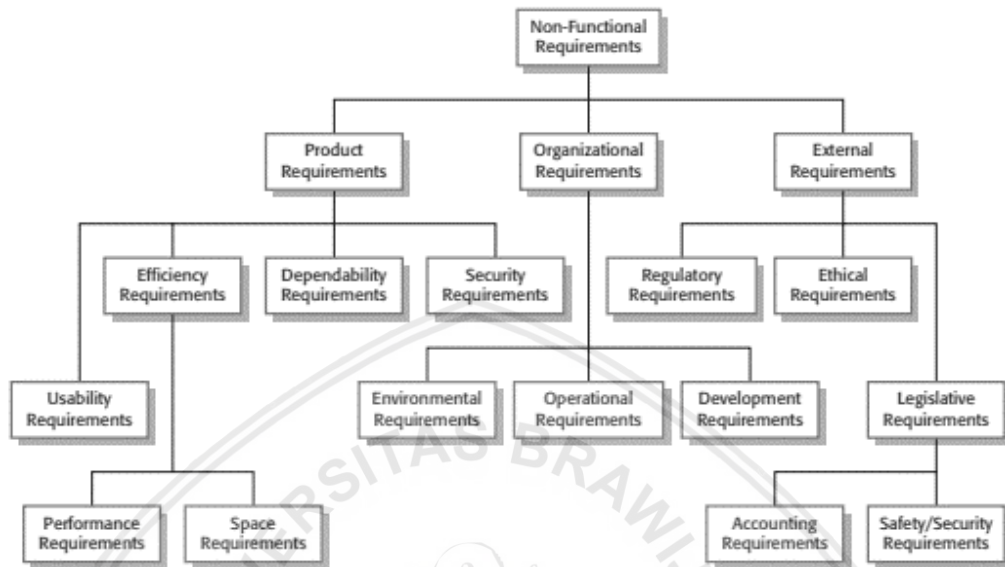 Non-Functional
Requirements
Product
Requirements
Organizational
Requirements
External
Requirements
Efficiency
Requirements
Dependability
Requirements
Security
Requirements
Regulatory
Requirements
Ethical
Requirements
Usability
Requirements
Environmental
Requirements
Operational
Requirements
Development
Requirements
Legislative
Requirements
Performance
Requirements
Space
Requirements
Accounting
Requirements
Safety/Security
Requirements
VERSITAS BRAWIJ